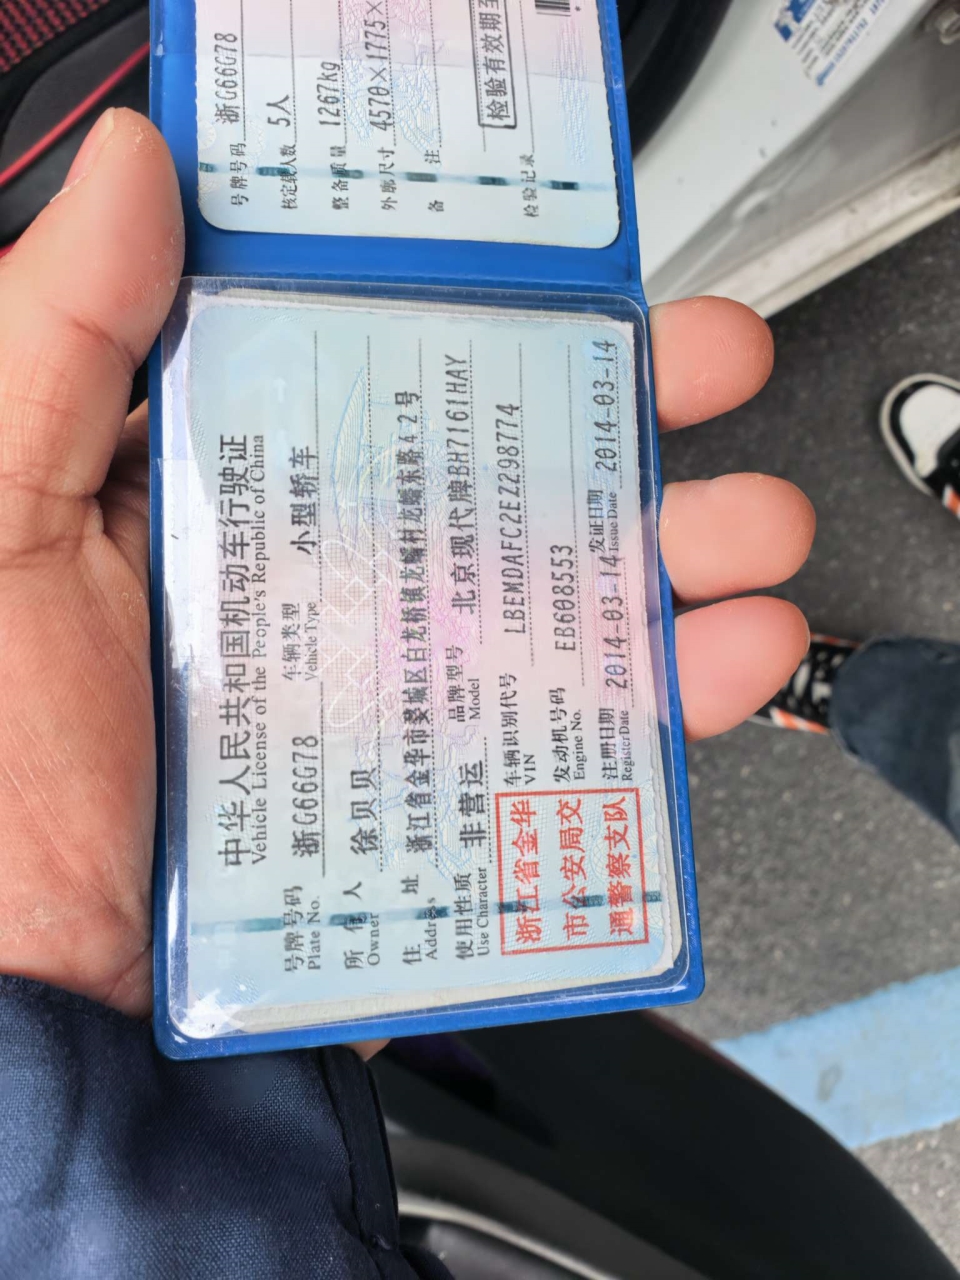 中华人民共和国机动车行驶证
Vehicle License of the People's Republic of China
号牌号码 浙G66G78 车辆类型 小型轿车
Plate No. Vehicle Type
所有人 徐贝贝
Owner
住址 浙江省金华市婺城区白龙桥镇龙蟠村龙蟠东路42号
Address
使用性质 非营运 品牌型号 北京现代牌BH7161HAY
Use Character Model
浙江省金华
市公安局交
通警察支队
车辆识别代号 LBEMDAFC2EZ298774
VIN
发动机号码 EB608553
Engine No.
注册日期 2014-03-14 发证日期 2014-03-14
Register Date Issue Date
号牌号码 浙G66G78
核定载人数 5人
整备质量 1267kg
外廓尺寸 4570×1775×
备注
检验有效期至
检验记录